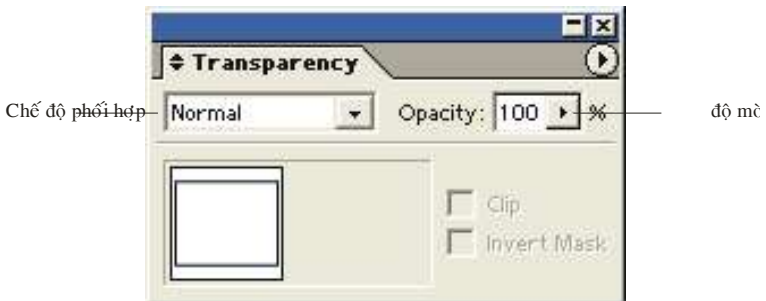 Transparency
Chế độ phối hợp Normal Opacity: 100 % độ mờ
Clip
Invert Mask